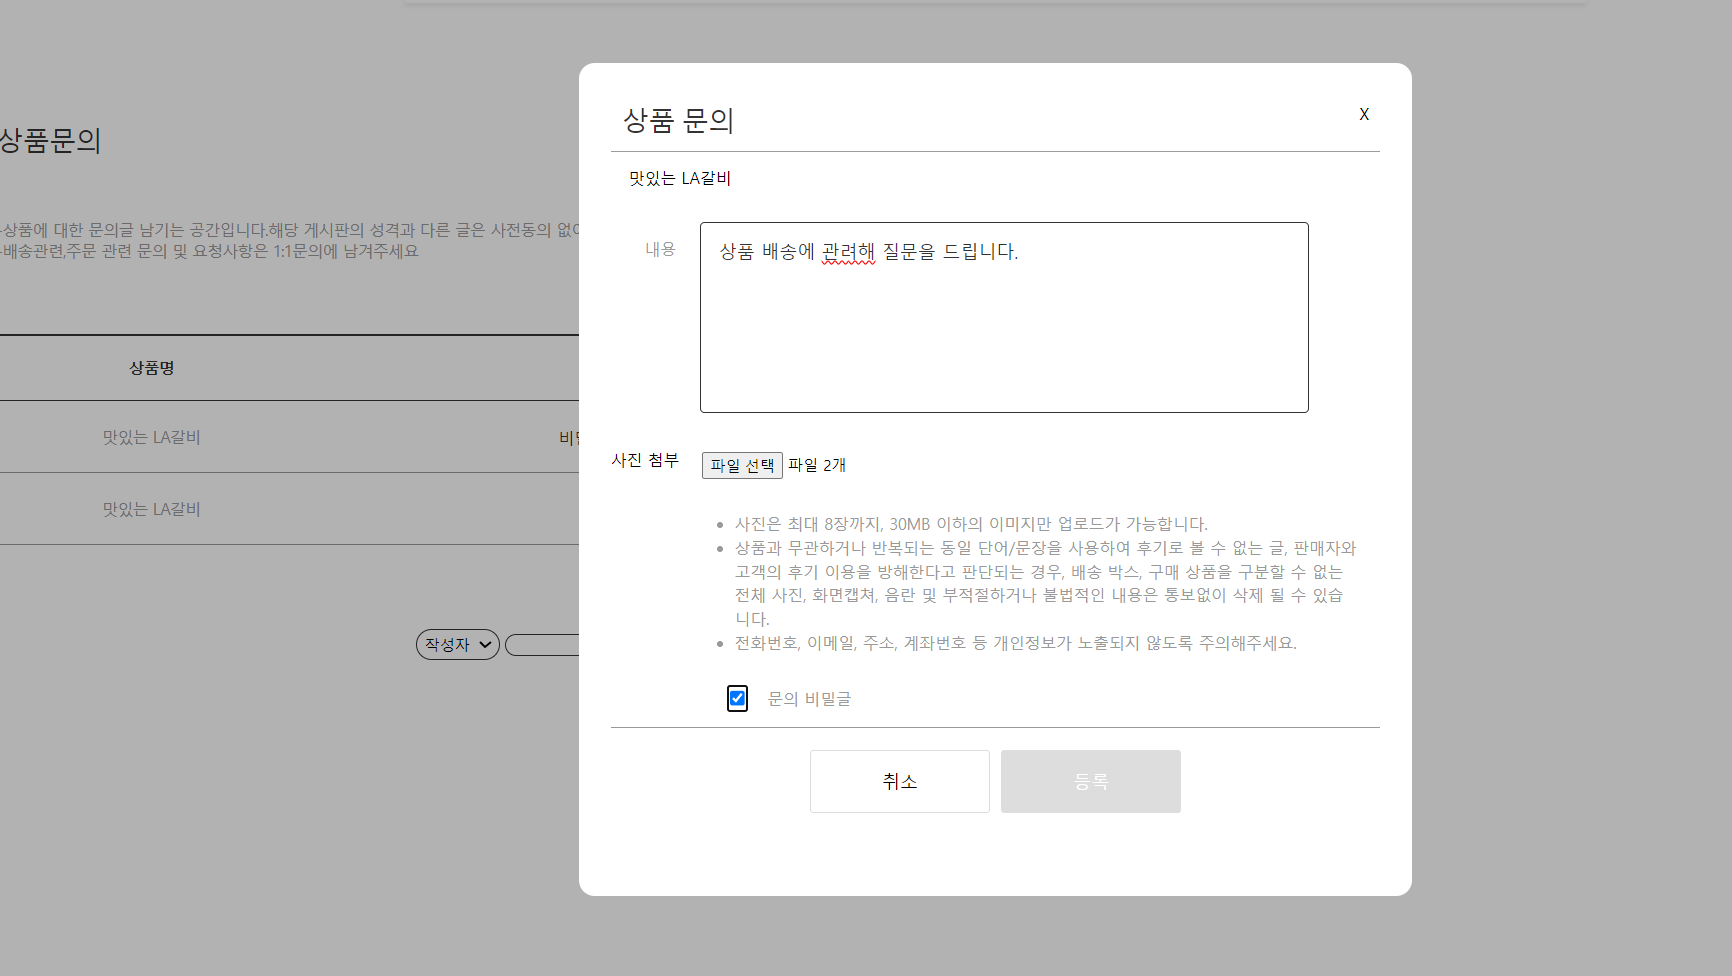 상품문의
상품에 대한 문의글 남기는 공간입니다.해당 게시판의 성격과 다른 글은 사전동의 없이
배송관련,주문 관련 문의 및 요청사항은 1:1문의에 남겨주세요
상품명
맛있는 LA갈비
맛있는 LA갈비
작성자
상품 문의
X
맛있는 LA갈비
내용
상품 배송에 관려해 질문을 드립니다.
사진 첨부
파일 선택 파일 2개
사진은 최대 8장까지, 30MB 이하의 이미지만 업로드가 가능합니다.
상품과 무관하거나 반복되는 동일 단어/문장을 사용하여 후기로 볼 수 없는 글, 판매자와
고객의 후기 이용을 방해한다고 판단되는 경우, 배송 박스, 구매 상품을 구분할 수 없는
전체 사진, 화면캡쳐, 음란 및 부적절하거나 불법적인 내용은 통보없이 삭제 될 수 있습
니다.
전화번호, 이메일, 주소, 계좌번호 등 개인정보가 노출되지 않도록 주의해주세요.
문의 비밀글
취소
등록